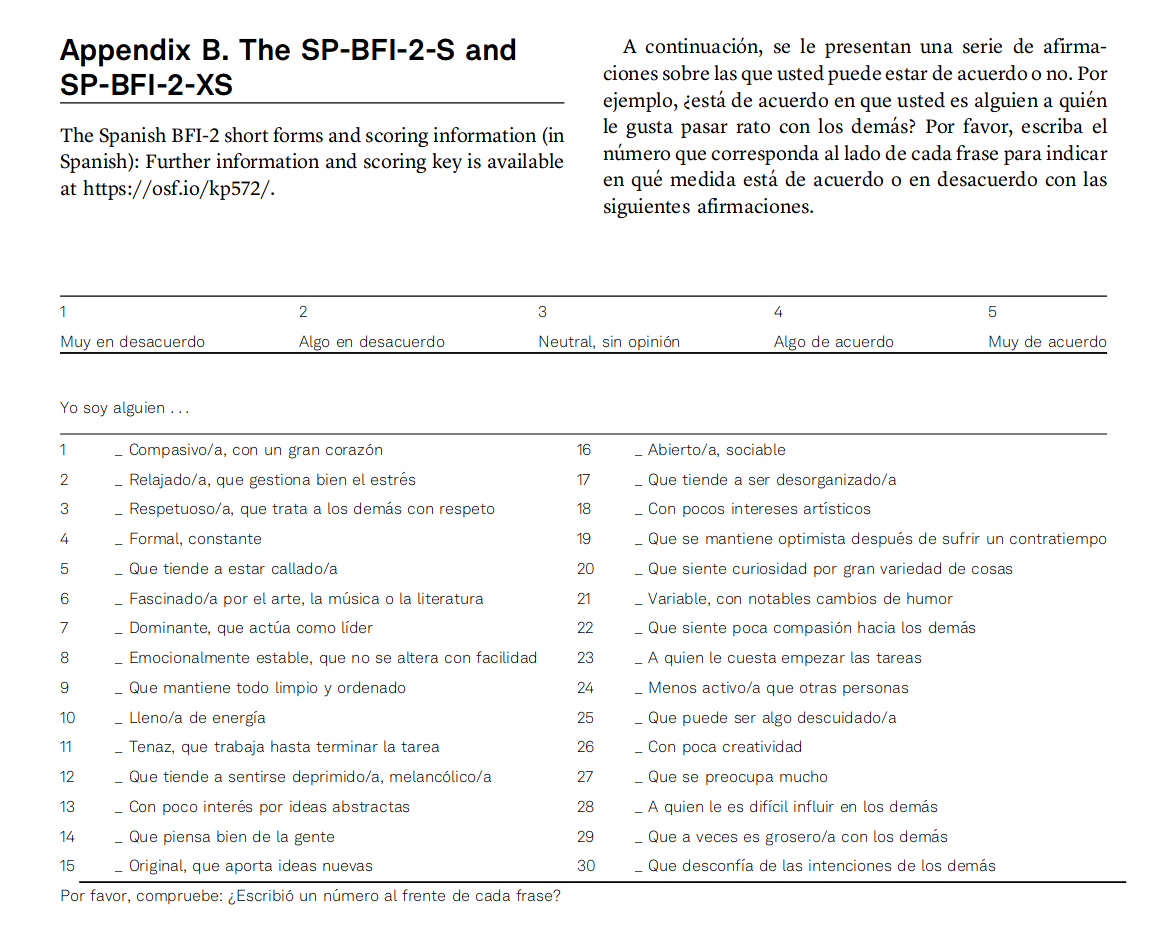 Appendix B. The SP-BFI-2-S and
SP-BFI-2-XS
The Spanish BFI-2 short forms and scoring information (in
Spanish): Further information and scoring key is available
at https://osf.io/kp572/.
A continuación, se le presentan una serie de afirma-
ciones sobre las que usted puede estar de acuerdo o no. Por
ejemplo, ¿está de acuerdo en que usted es alguien a quién
le gusta pasar rato con los demás? Por favor, escriba el
número que corresponda al lado de cada frase para indicar
en qué medida está de acuerdo o en desacuerdo con las
siguientes afirmaciones.
1 2 3 4 5
Muy en desacuerdo Algo en desacuerdo Neutral, sin opinión Algo de acuerdo Muy de acuerdo
Yo soy alguien . . .
1 _ Compasivo/a, con un gran corazón
2 _ Relajado/a, que gestiona bien el estrés
3 _ Respetuoso/a, que trata a los demás con respeto
4 _ Formal, constante
5 _ Que tiende a estar callado/a
6 _ Fascinado/a por el arte, la música o la literatura
7 _ Dominante, que actúa como líder
8 _ Emocionalmente estable, que no se altera con facilidad
9 _ Que mantiene todo limpio y ordenado
10 _ Lleno/a de energía
11 _ Tenaz, que trabaja hasta terminar la tarea
12 _ Que tiende a sentirse deprimido/a, melancólico/a
13 _ Con poco interés por ideas abstractas
14 _ Que piensa bien de la gente
15 _ Original, que aporta ideas nuevas
16 _ Abierto/a, sociable
17 _ Que tiende a ser desorganizado/a
18 _ Con pocos intereses artísticos
19 _ Que se mantiene optimista después de sufrir un contratiempo
20 _ Que siente curiosidad por gran variedad de cosas
21 _ Variable, con notables cambios de humor
22 _ Que siente poca compasión hacia los demás
23 _ A quien le cuesta empezar las tareas
24 _ Menos activo/a que otras personas
25 _ Que puede ser algo descuidado/a
26 _ Con poca creatividad
27 _ Que se preocupa mucho
28 _ A quien le es difícil influir en los demás
29 _ Que a veces es grosero/a con los demás
30 _ Que desconfía de las intenciones de los demás
Por favor, compruebe: ¿Escribió un número al frente de cada frase?